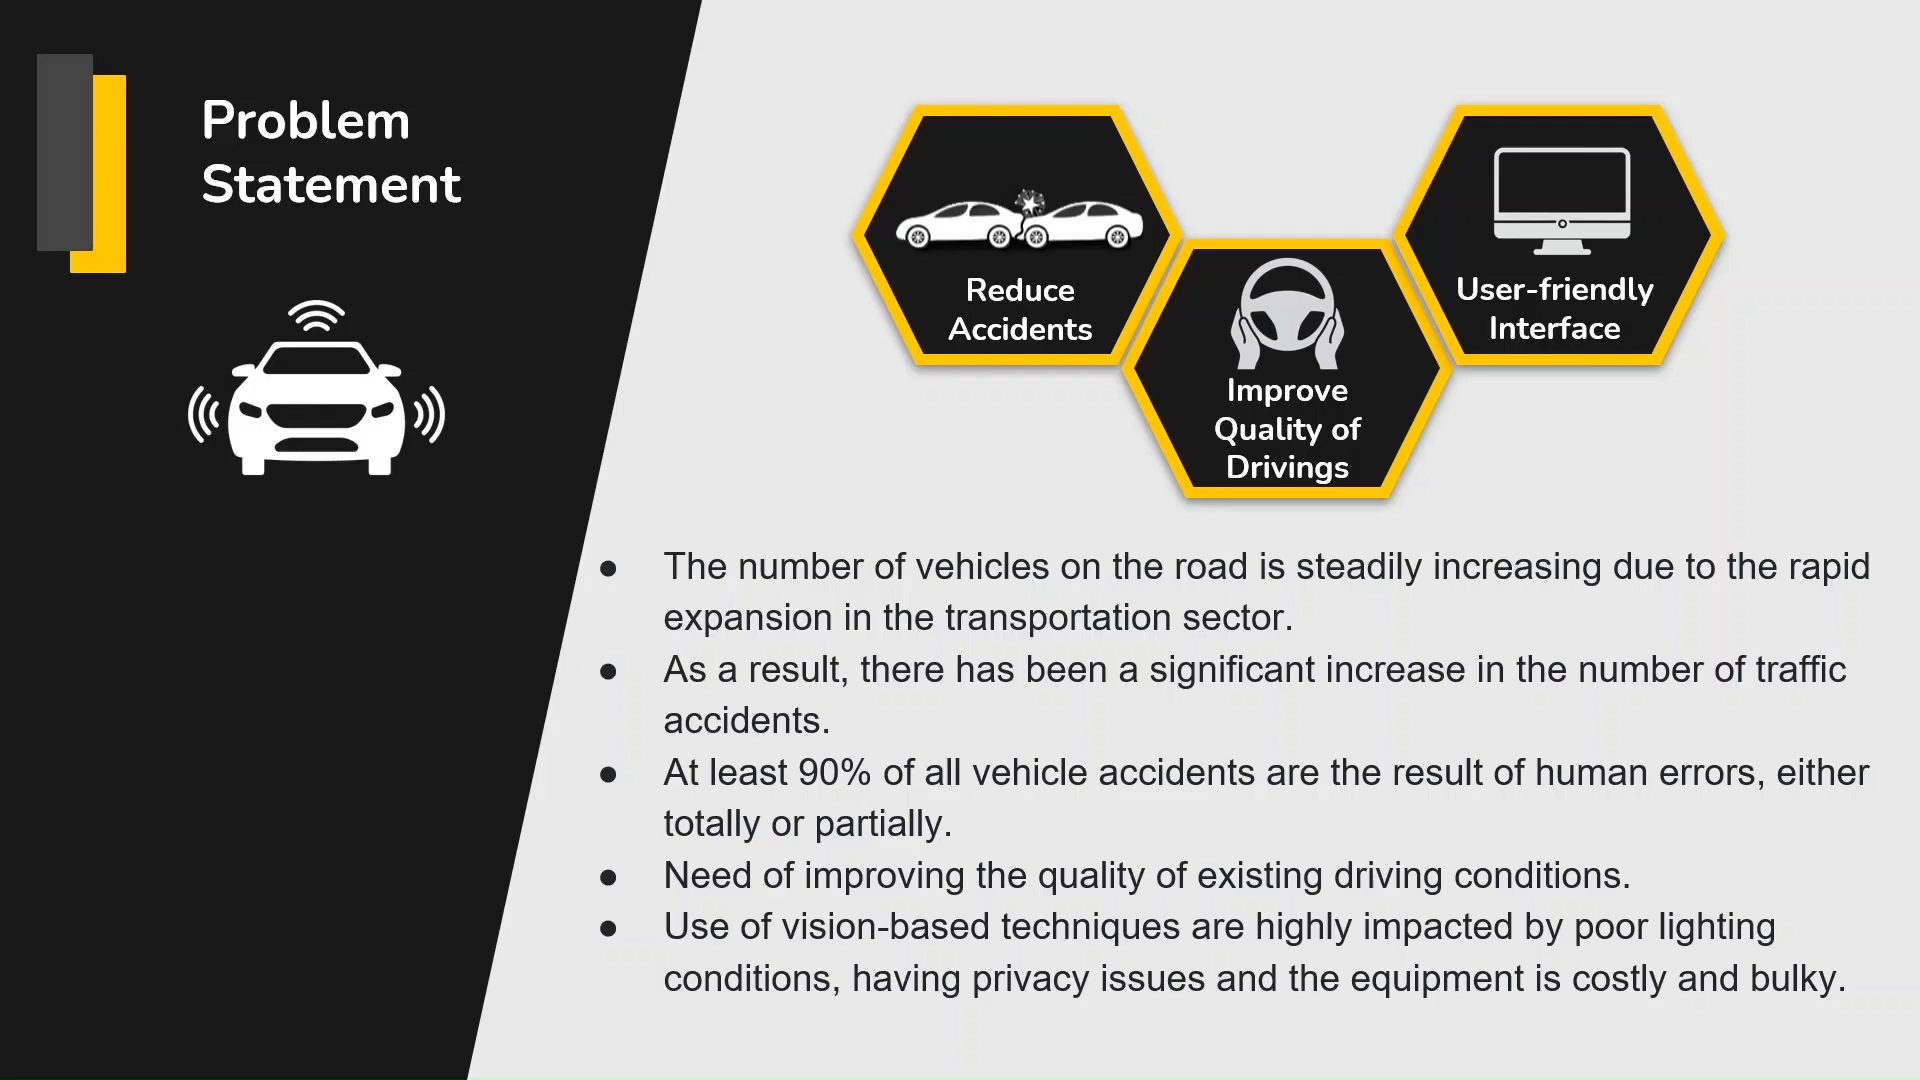 Problem
Statement
Reduce
Accidents
Improve
Quality of
Drivings
User-friendly
Interface
● The number of vehicles on the road is steadily increasing due to the rapid
expansion in the transportation sector.
● As a result, there has been a significant increase in the number of traffic
accidents.
● At least 90% of all vehicle accidents are the result of human errors, either
totally or partially.
● Need of improving the quality of existing driving conditions.
● Use of vision-based techniques are highly impacted by poor lighting
conditions, having privacy issues and the equipment is costly and bulky.